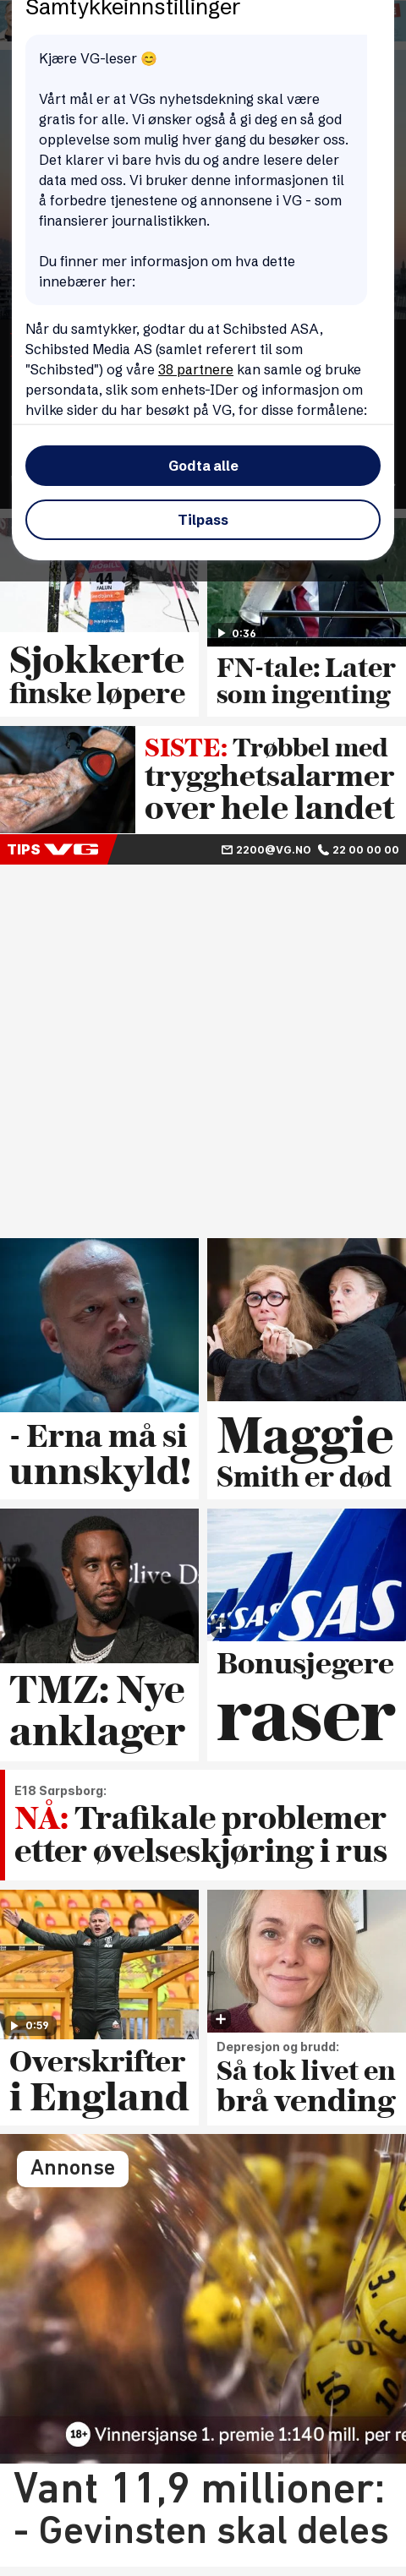 Samtykkeinnstillinger
Kjære VG-leser 😊
Vårt mål er at VGs nyhetsdekning skal være
gratis for alle. Vi ønsker også å gi deg en så god
opplevelse som mulig hver gang du besøker oss.
Det klarer vi bare hvis du og andre lesere deler
data med oss. Vi bruker denne informasjonen til
å forbedre tjenestene og annonsene i VG - som
finansierer journalistikken.
Du finner mer informasjon om hva dette
innebærer her:
Når du samtykker, godtar du at Schibsted ASA,
Schibsted Media AS (samlet referert til som
"Schibsted") og våre 38 partnere kan samle og bruke
persondata, slik som enhets-IDer og informasjon om
hvilke sider du har besøkt på VG, for disse formålene:
Godta alle
Tilpass
44
FALUN
0:36
Sjokkerte
finske løpere
FN-tale: Later
som ingenting
SISTE: Trøbbel med
trygghetsalarmer
over hele landet
TIPS VG
2200@VG.NO
22 00 00 00
- Erna må si
unnskyld!
Maggie
Smith er død
Clive Da
SAS
SAS
SAS
TMZ: Nye
anklager
Bonusjegere
raser
E18 Sarpsborg:
NÅ: Trafikale problemer
etter øvelseskjøring i rus
0:59
Overskrifter
i England
Depresjon og brudd:
Så tok livet en
brå vending
Annonse
10
18+ Vinnersjanse 1. premie 1:140 mill. per re
Vant 11,9 millioner:
- Gevinsten skal deles